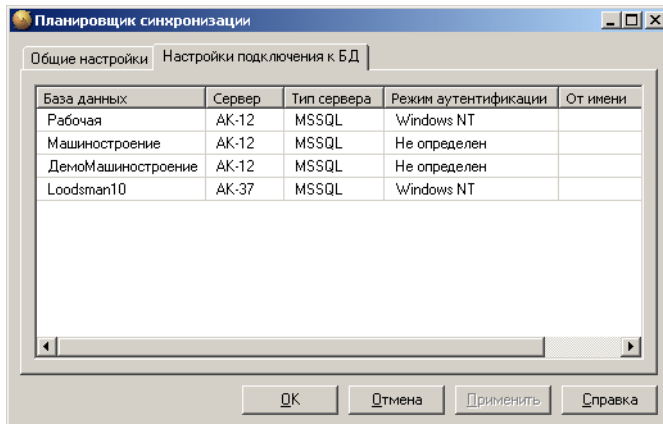 Планировщик синхронизации
Общие настройки Настройки подключения к БД
База данных Сервер Тип сервера Режим аутентификации От имени
Рабочая AK-12 MSSQL Windows NT
Машиностроение AK-12 MSSQL Не определен
ДемоМашиностроение AK-12 MSSQL Не определен
Loodsman10 AK-37 MSSQL Windows NT
OK Отмена Применить Справка